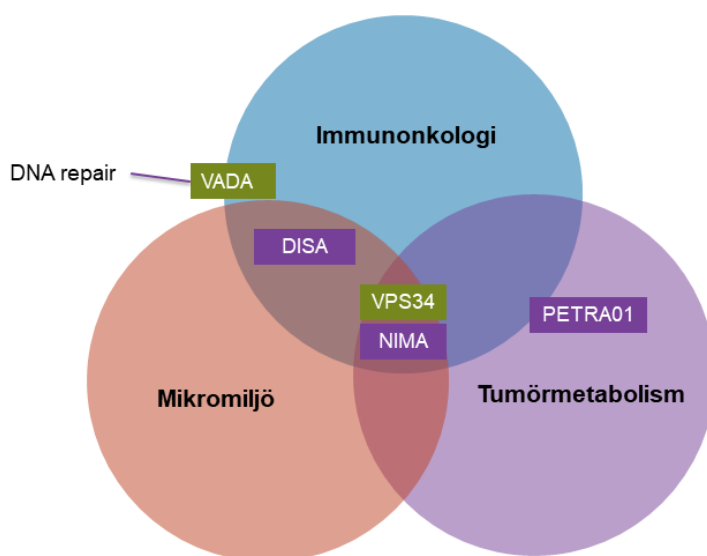 Immunonkologi
DNA repair
VADA
DISA
VPS34
PETRA01
NIMA
Mikromiljö
Tumörmetabolism